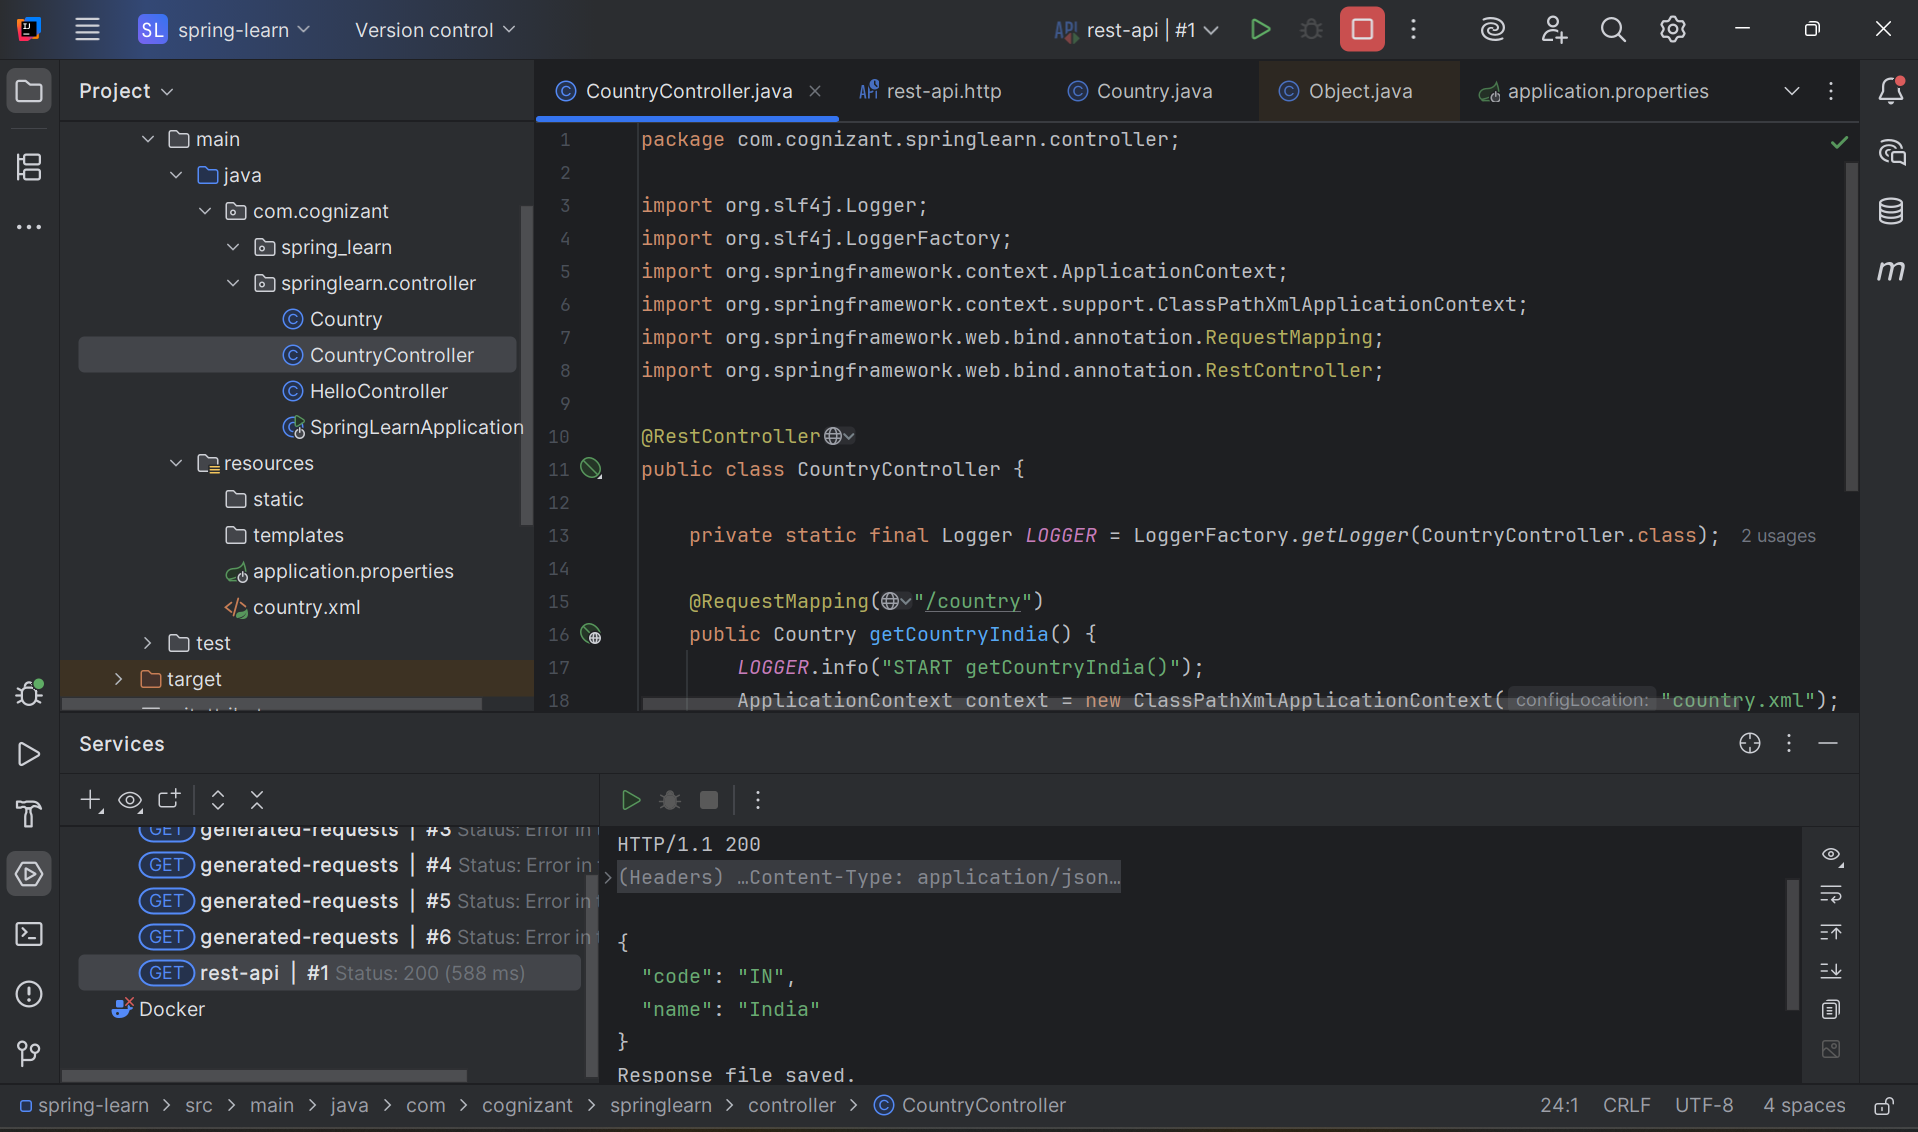 SL spring-learn Version control API rest-api | #1
Project
main
java
com.cognizant
spring_learn
springlearn.controller
Country
CountryController
HelloController
SpringLearnApplication
resources
static
templates
application.properties
country.xml
test
target
CountryController.java API rest-api.http Country.java Object.java application.properties
1 package com.cognizant.springlearn.controller;
2
3 import org.slf4j.Logger;
4 import org.slf4j.LoggerFactory;
5 import org.springframework.context.ApplicationContext;
6 import org.springframework.context.support.ClassPathXmlApplicationContext;
7 import org.springframework.web.bind.annotation.RequestMapping;
8 import org.springframework.web.bind.annotation.RestController;
9
10 @RestController
11 public class CountryController {
12
13 private static final Logger LOGGER = LoggerFactory.getLogger(CountryController.class); 2 usages
14
15 @RequestMapping("/country")
16 public Country getCountryIndia() {
17 LOGGER.info("START getCountryIndia()");
18 ApplicationContext context = new ClassPathXmlApplicationContext( configLocation: "country.xml");
m
Services
GET generated-requests | #3 Status: Error in
GET generated-requests | #4 Status: Error in
GET generated-requests | #5 Status: Error in
GET generated-requests | #6 Status: Error in
GET rest-api | #1 Status: 200 (588 ms)
Docker
HTTP/1.1 200
(Headers) …Content-Type: application/json…
{
"code": "IN",
"name": "India"
}
Response file saved.
spring-learn > src > main > java > com > cognizant > springlearn > controller > CountryController 24:1 CRLF UTF-8 4 spaces